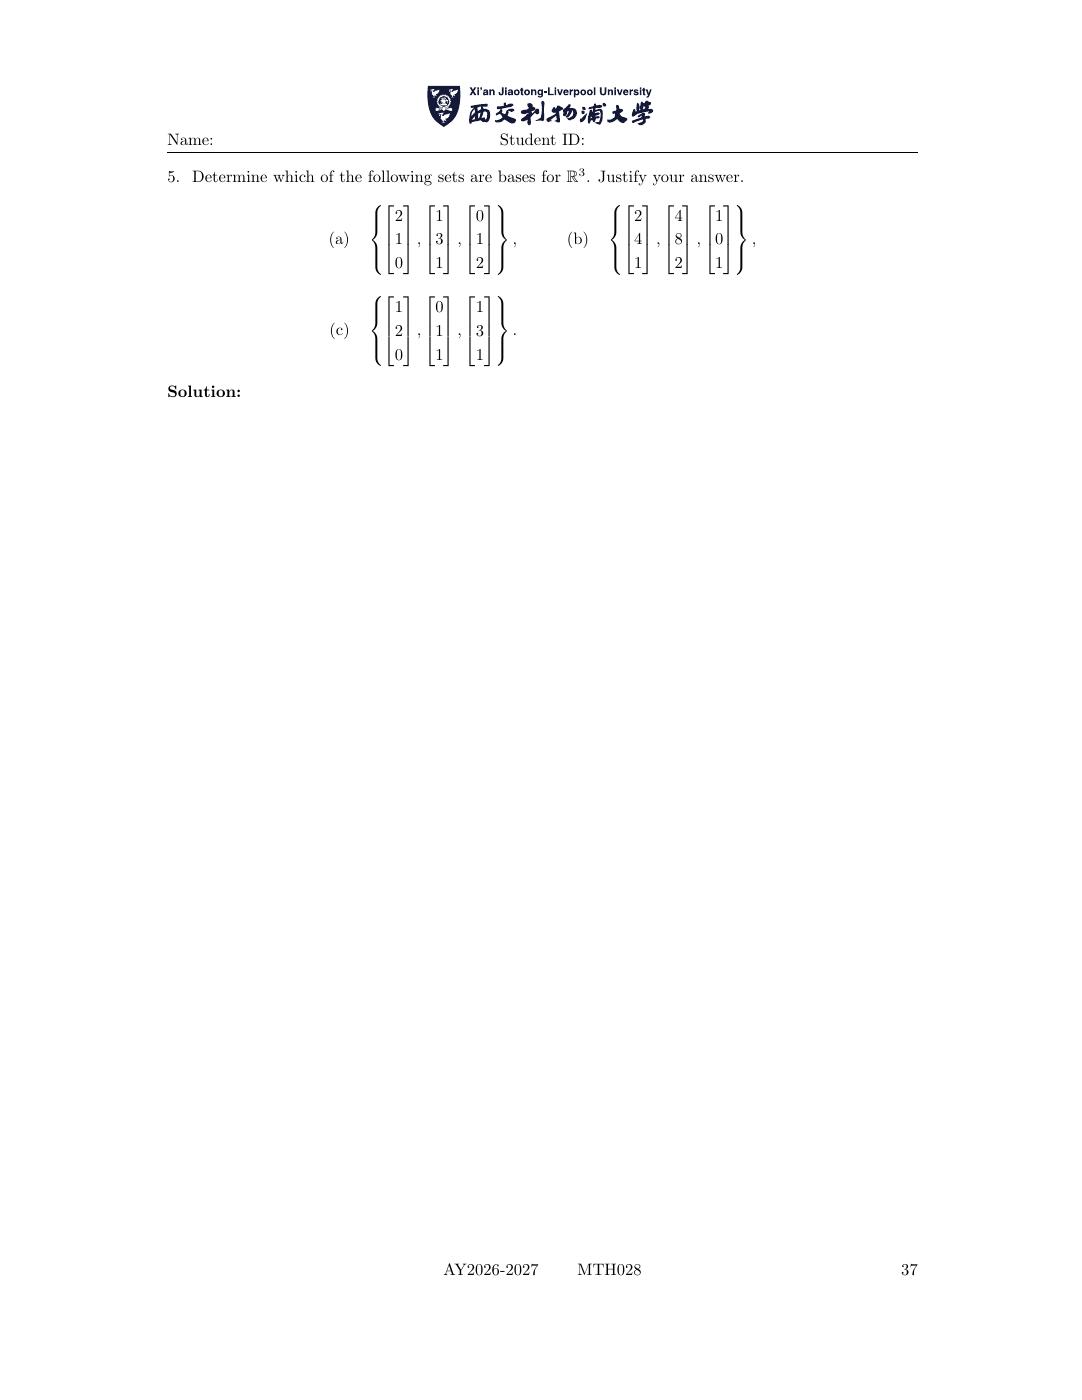 Xi'an Jiaotong-Liverpool University
西交利物浦大學
Name: Student ID:
5. Determine which of the following sets are bases for ℝ³. Justify your answer.
(a) { [2 1 0], [1 3 1], [0 1 2] }, (b) { [2 4 1], [4 8 2], [1 0 1] },
(c) { [1 2 0], [0 1 1], [1 3 1] }.
Solution:
AY2026-2027 MTH028 37